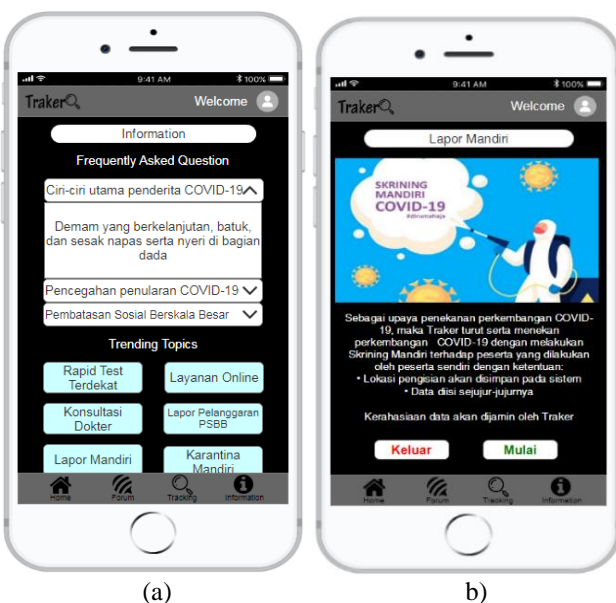 9:41 AM
100%
Traker
Welcome
Information
Frequently Asked Question
Ciri-ciri utama penderita COVID-19
Demam yang berkelanjutan, batuk,
dan sesak napas serta nyeri di bagian
dada
Pencegahan penularan COVID-19
Pembatasan Sosial Berskala Besar
Trending Topics
Rapid Test
Terdekat
Layanan Online
Konsultasi
Dokter
Lapor Pelanggaran
PSBB
Lapor Mandiri
Karantina
Mandiri
Home
Forum
Tracking
Information
(a)
9:41 AM
100%
Traker
Welcome
Lapor Mandiri
SKRINING
MANDIRI
COVID-19
#dirumahaja
Sebagai upaya penekanan perkembangan COVID-
19, maka Traker turut serta menekan
perkembangan COVID-19 dengan melakukan
Skrining Mandiri terhadap peserta yang dilakukan
oleh peserta sendiri dengan ketentuan:
• Lokasi pengisian akan disimpan pada sistem
• Data diisi sejujur-jujurnya
Kerahasiaan data akan dijamin oleh Traker
Keluar
Mulai
Home
Forum
Tracking
Information
b)